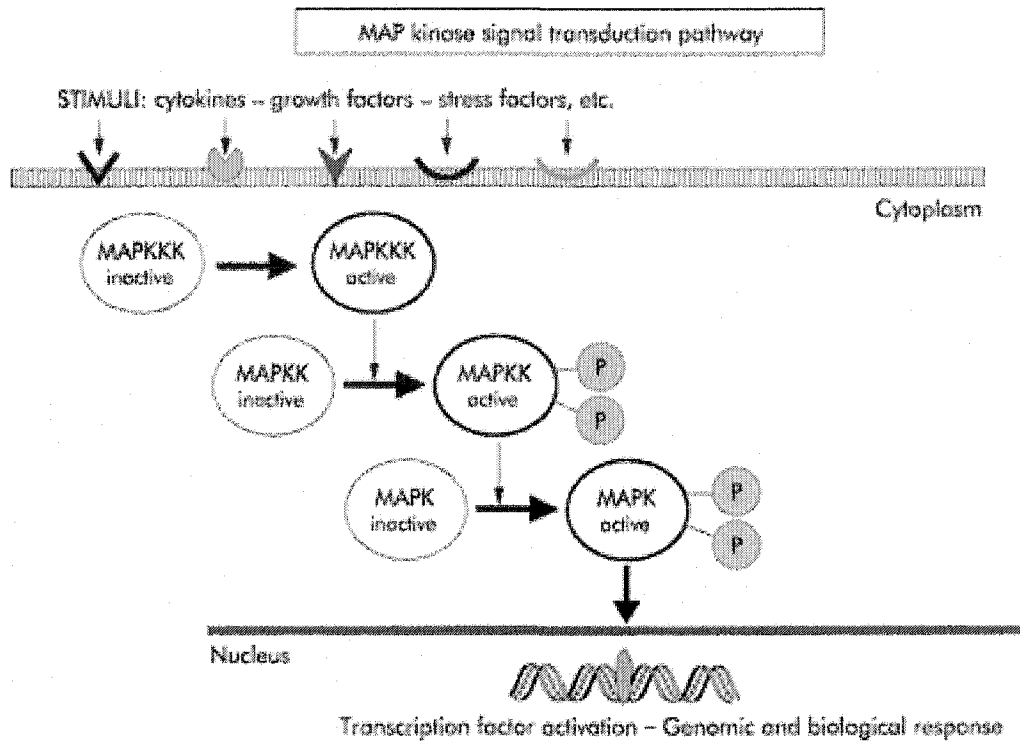 MAP kinase signal transduction pathway
STIMULI: cytokines – growth factors – stress factors, etc.
Cytoplasm
MAPKKK
inactive
MAPKKK
active
MAPKK
inactive
MAPKK
active
P
P
MAPK
inactive
MAPK
active
P
P
Nucleus
Transcription factor activation – Genomic and biological response